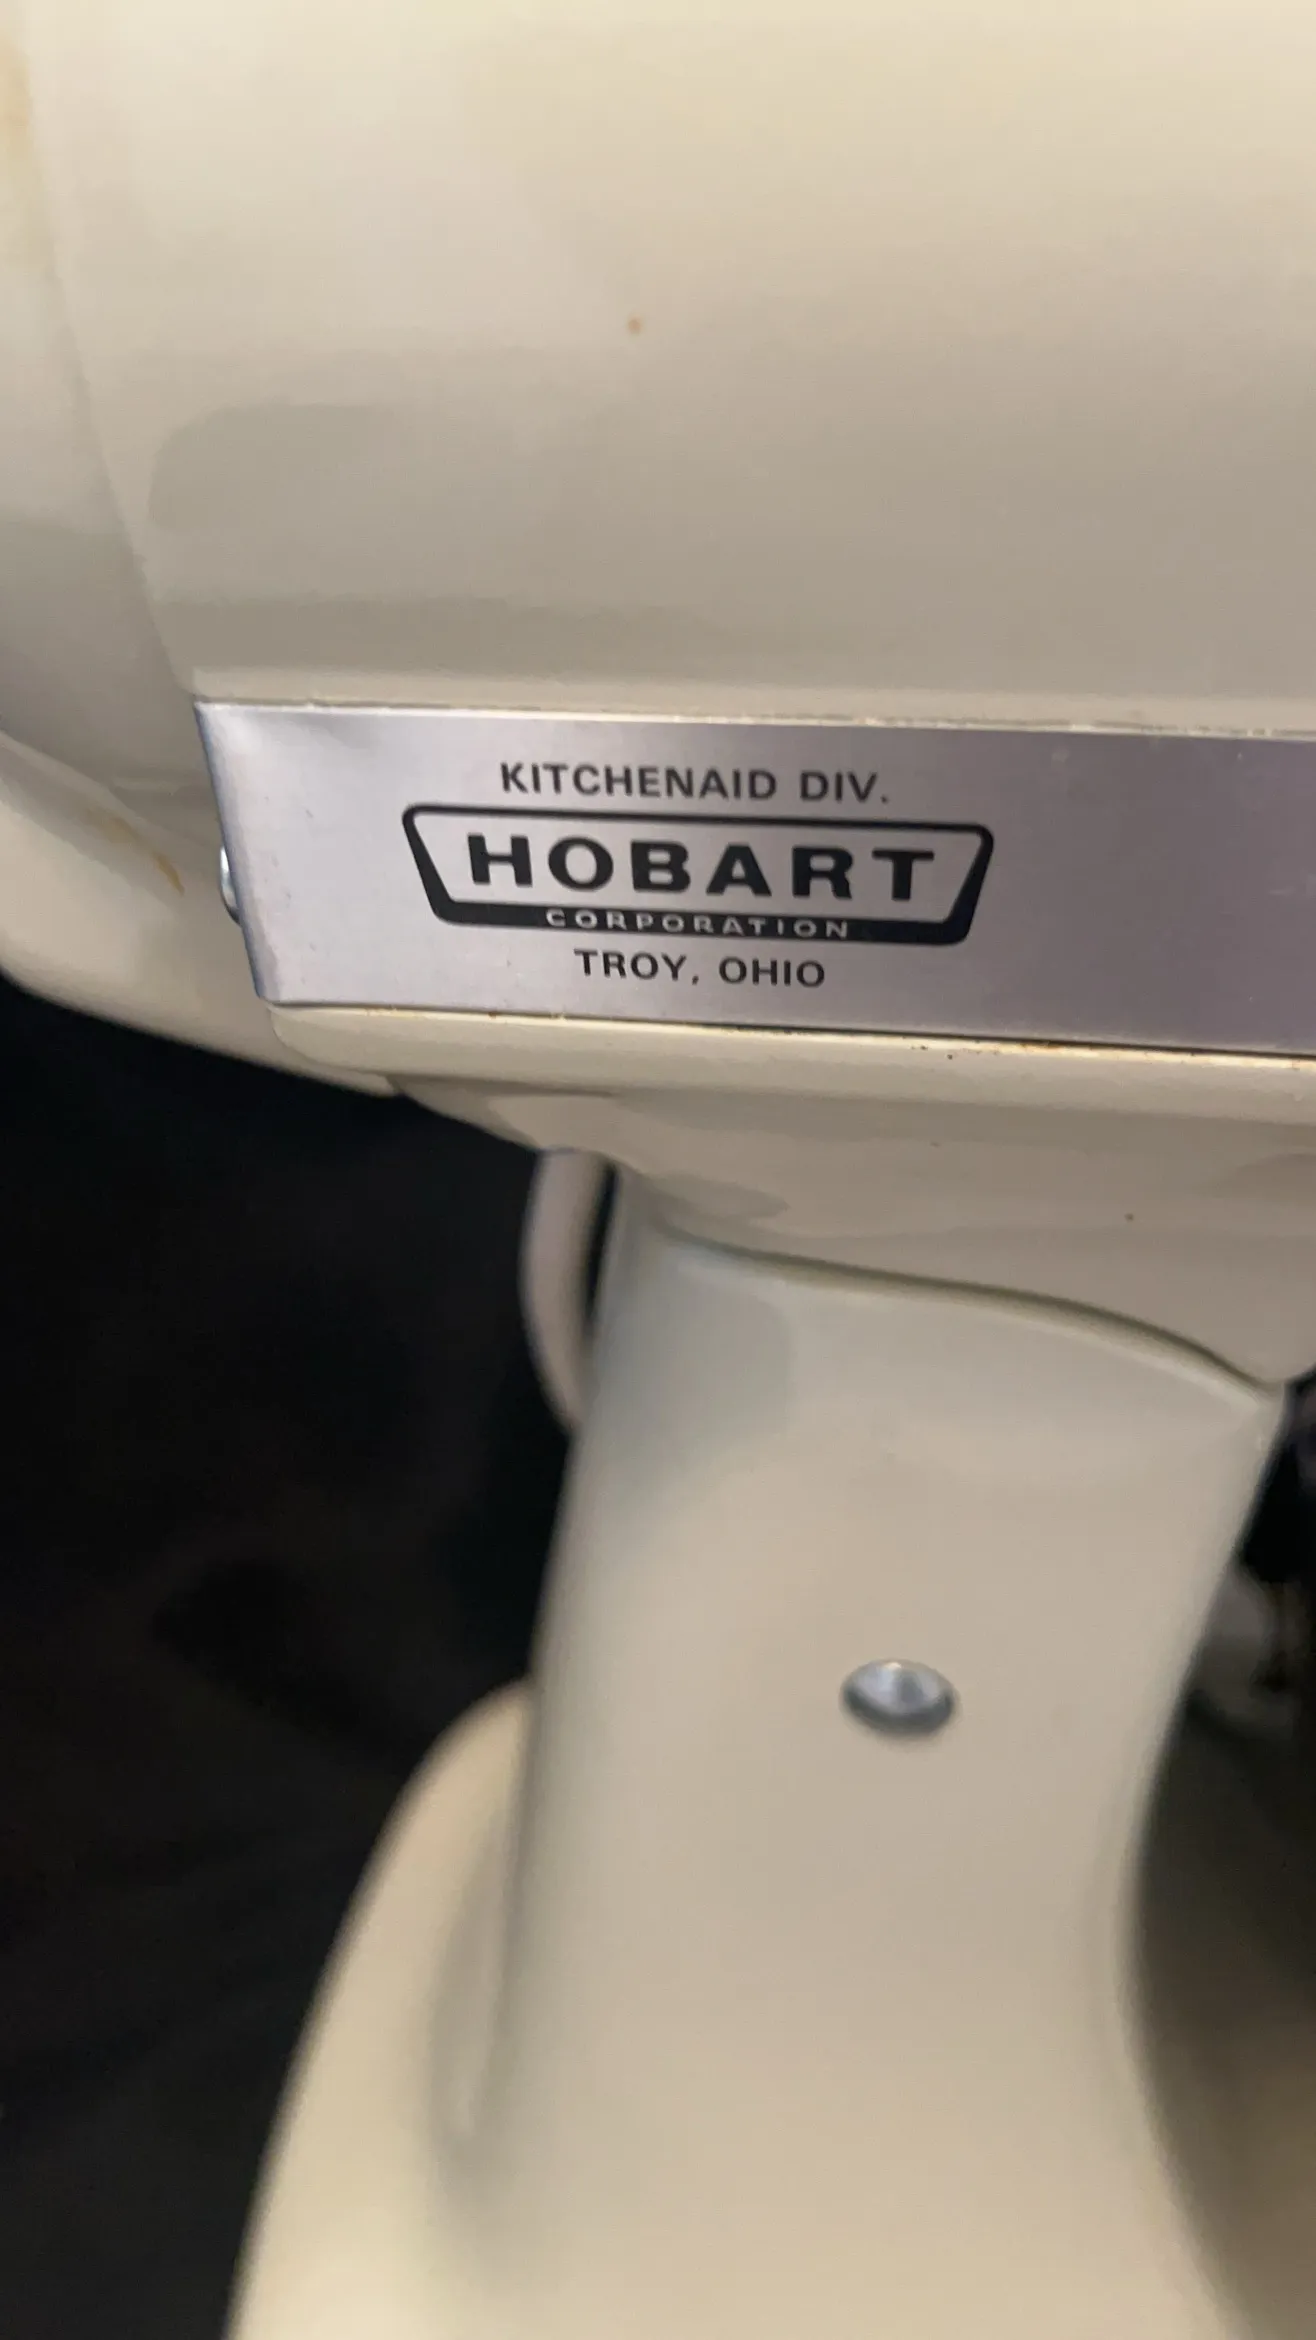 KITCHENAID DIV.
HOBART
CORPORATION
TROY, OHIO